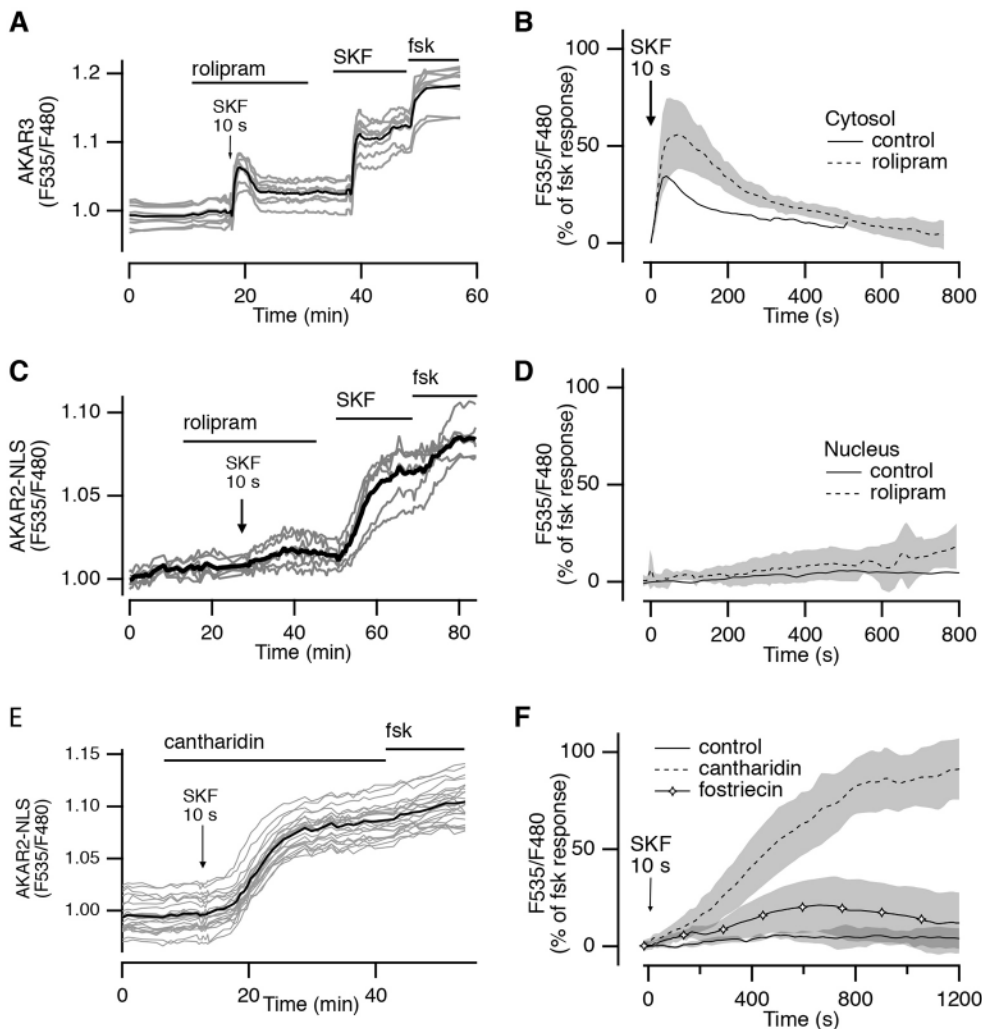 A
rolipram
SKF
10 s
SKF
fsk
1.2
1.1
1.0
AKAR3
(F535/F480)
0
20
40
60
Time (min)
B
SKF
10 s
100
50
0
F535/F480
(% of fsk response)
Cytosol
control
rolipram
0
200
400
600
800
Time (s)
C
rolipram
SKF
10 s
SKF
fsk
1.10
1.05
1.00
AKAR2-NLS
(F535/F480)
0
20
40
60
80
Time (min)
D
100
50
0
F535/F480
(% of fsk response)
Nucleus
control
rolipram
0
200
400
600
800
Time (s)
E
cantharidin
fsk
SKF
10 s
1.15
1.10
1.05
1.00
AKAR2-NLS
(F535/F480)
0
20
40
Time (min)
F
control
cantharidin
fostriecin
SKF
10 s
100
50
0
F535/F480
(% of fsk response)
0
400
800
1200
Time (s)